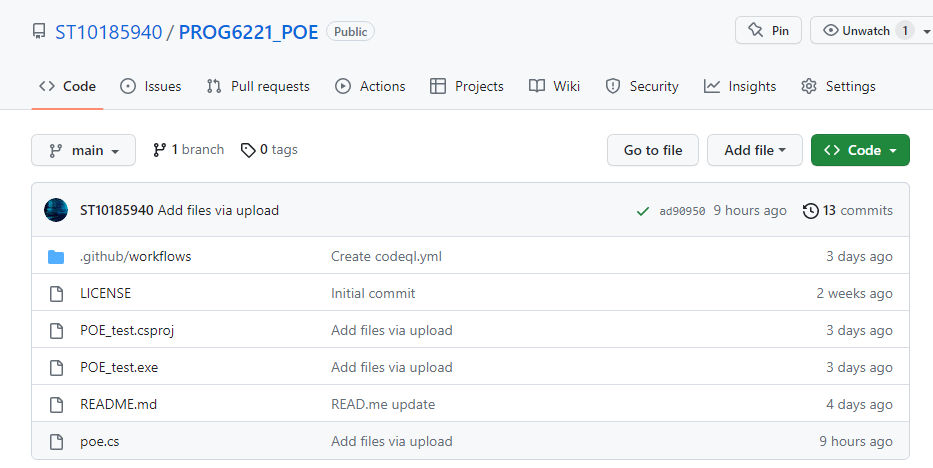 ST10185940 / PROG6221_POE Public Pin Unwatch 1
Code Issues Pull requests Actions Projects Wiki Security Insights Settings
main 1 branch 0 tags Go to file Add file Code
ST10185940 Add files via upload ad90950 9 hours ago 13 commits
.github/workflows Create codeql.yml 3 days ago
LICENSE Initial commit 2 weeks ago
POE_test.csproj Add files via upload 3 days ago
POE_test.exe Add files via upload 3 days ago
README.md READ.me update 4 days ago
poe.cs Add files via upload 9 hours ago